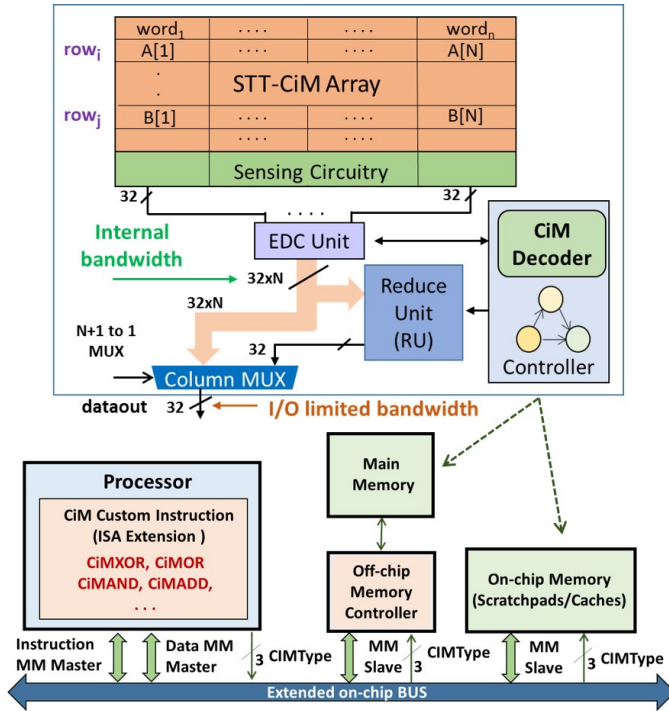 word1 . . . . . . . . wordn
rowi A[1] . . . . . . . . A[N]
.
.
STT-CiM Array
rowj B[1] . . . . . . . . B[N]
. . . . . . . .
Sensing Circuitry
32 32
. . . .
EDC Unit
CiM
Decoder
Controller
Internal
bandwidth
32xN
32xN
Reduce
Unit
(RU)
N+1 to 1
MUX
32
Column MUX
dataout 32 I/O limited bandwidth
Processor
CiM Custom Instruction
(ISA Extension )
CiMXOR, CiMOR
CiMAND, CiMADD,
. . .
Main
Memory
Off-chip
Memory
Controller
On-chip Memory
(Scratchpads/Caches)
Instruction
MM Master
Data MM
Master
3 CIMType
MM
Slave
3 CIMType
MM
Slave
3 CIMType
Extended on-chip BUS